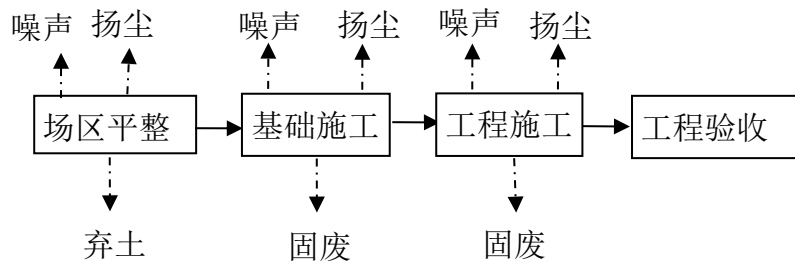 噪声 扬尘 噪声 扬尘 噪声 扬尘
场区平整 基础施工 工程施工 工程验收
弃土 固废 固废